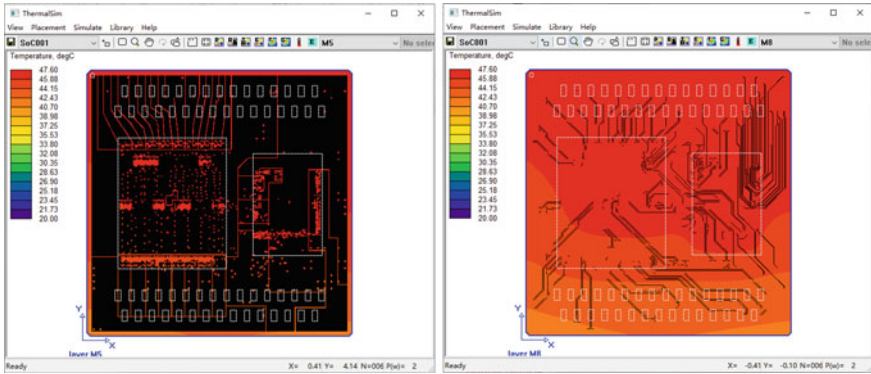 ThermalSim
View Placement Simulate Library Help
SoC001 M5 No selec
Temperature, degC
47.60
45.88
44.15
42.43
40.70
38.98
37.25
35.53
33.80
32.08
30.35
28.63
26.90
25.18
23.45
21.73
20.00
Y
X
layer M5
Ready X= 0.41 Y= 4.14 N=006 P(w)= 2
ThermalSim
View Placement Simulate Library Help
SoC001 M8 No selec
Temperature, degC
47.60
45.88
44.15
42.43
40.70
38.98
37.25
35.53
33.80
32.08
30.35
28.63
26.90
25.18
23.45
21.73
20.00
Y
X
layer M8
Ready X= -0.41 Y= -0.10 N=006 P(w)= 2